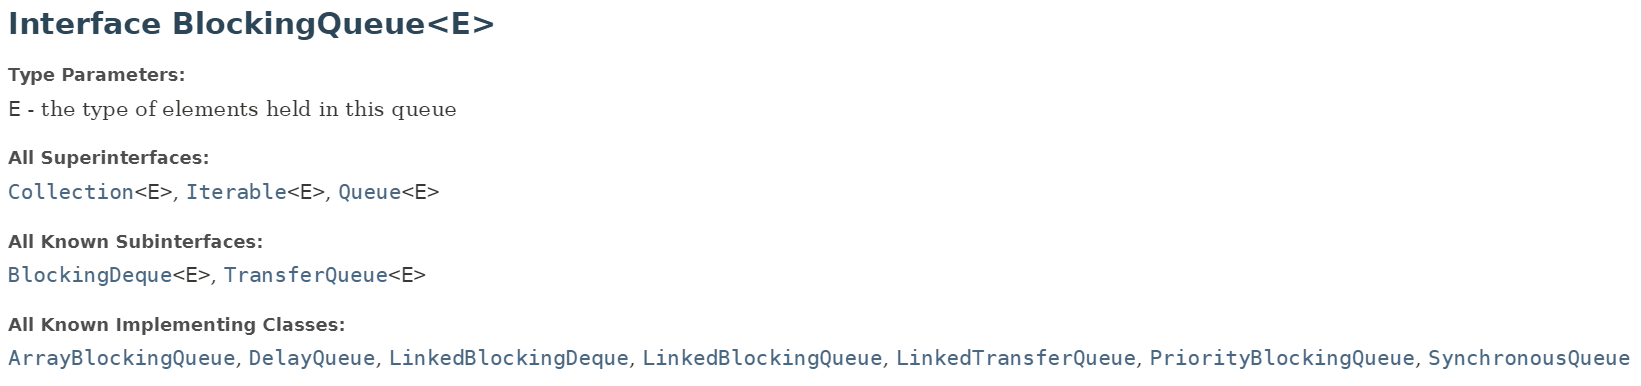 Interface BlockingQueue<E>
Type Parameters:
E - the type of elements held in this queue
All Superinterfaces:
Collection<E>, Iterable<E>, Queue<E>
All Known Subinterfaces:
BlockingDeque<E>, TransferQueue<E>
All Known Implementing Classes:
ArrayBlockingQueue, DelayQueue, LinkedBlockingDeque, LinkedBlockingQueue, LinkedTransferQueue, PriorityBlockingQueue, SynchronousQueue